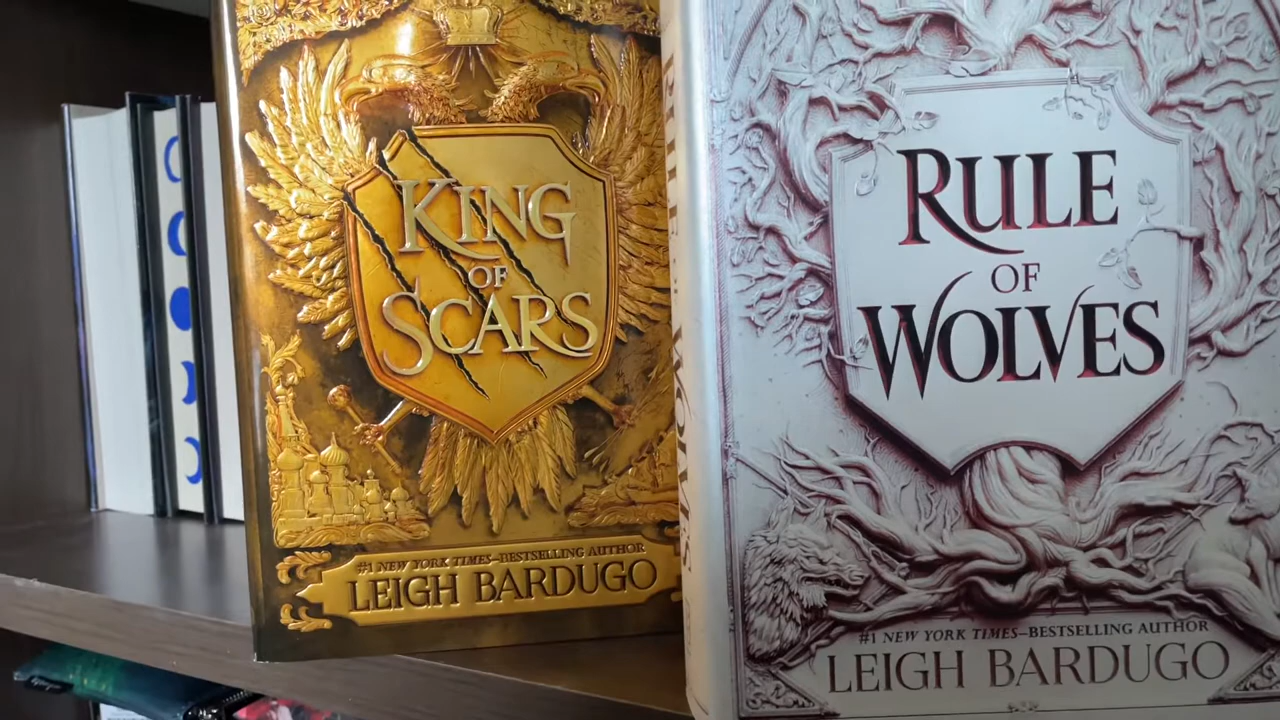 KING
OF
SCARS
#1 NEW YORK TIMES–BESTSELLING AUTHOR
LEIGH BARDUGO
RULE
OF
WOLVES
#1 NEW YORK TIMES–BESTSELLING AUTHOR
LEIGH BARDUGO